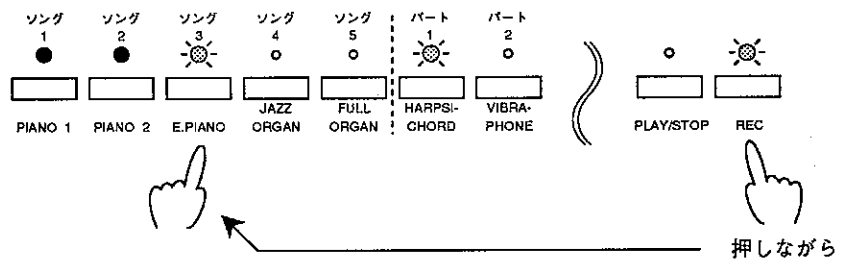 ソング ソング ソング ソング ソング パート パート
1 2 3 4 5 1 2
PIANO 1 PIANO 2 E.PIANO JAZZ ORGAN FULL ORGAN HARPSI-CHORD VIBRA-PHONE PLAY/STOP REC
押しながら